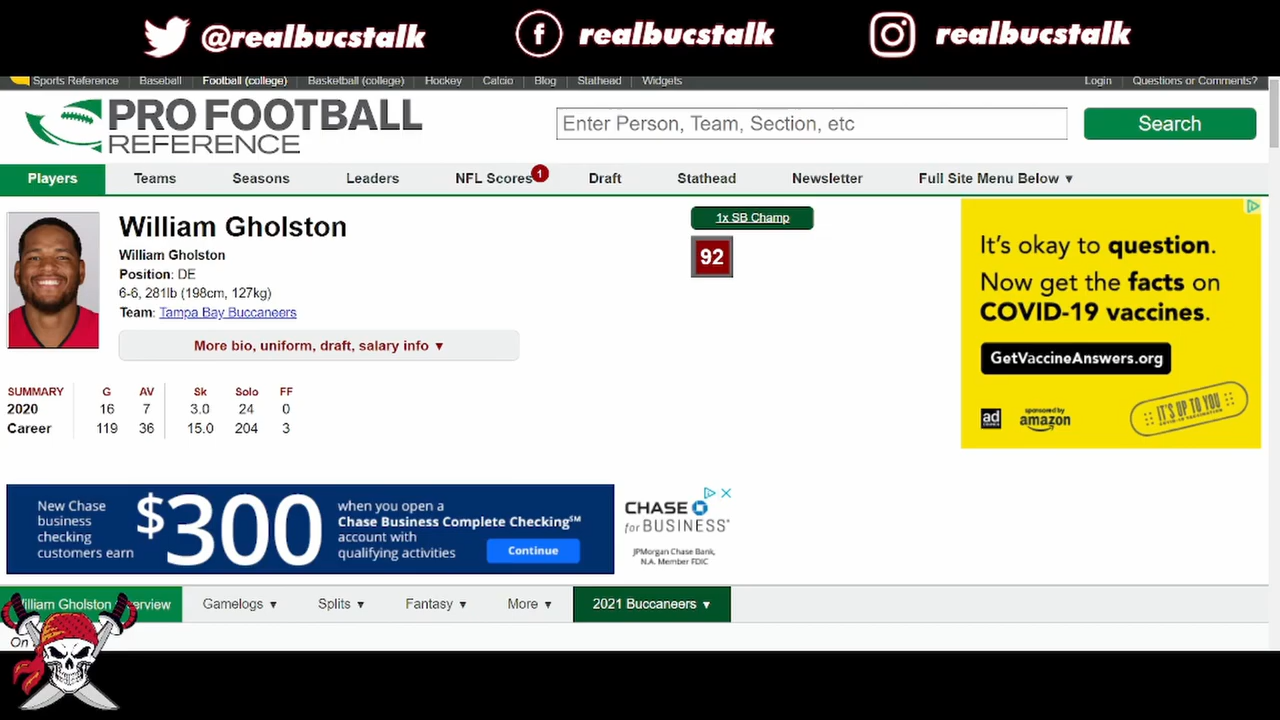 @realbucstalk
realbucstalk
realbucstalk
Sports Reference Baseball Football (college) Basketball (college) Hockey Calcio Blog Stathead Widgets Login Questions or Comments?
PRO FOOTBALL
REFERENCE
Enter Person, Team, Section, etc
Search
Players Teams Seasons Leaders NFL Scores 1 Draft Stathead Newsletter Full Site Menu Below ▼
William Gholston
William Gholston
Position: DE
6-6, 281lb (198cm, 127kg)
Team: Tampa Bay Buccaneers
More bio, uniform, draft, salary info ▼
1x SB Champ
92
SUMMARY G AV Sk Solo FF
2020 16 7 3.0 24 0
Career 119 36 15.0 204 3
It's okay to question.
Now get the facts on
COVID-19 vaccines.
GetVaccineAnswers.org
ad
sponsored by
amazon
IT'S UP TO YOU
New Chase
business
checking
customers earn
$300
when you open a
Chase Business Complete Checking℠
account with
qualifying activities
Continue
CHASE
for BUSINESS®
JPMorgan Chase Bank,
N.A. Member FDIC
William Gholston erview Gamelogs ▼ Splits ▼ Fantasy ▼ More ▼ 2021 Buccaneers ▼
On